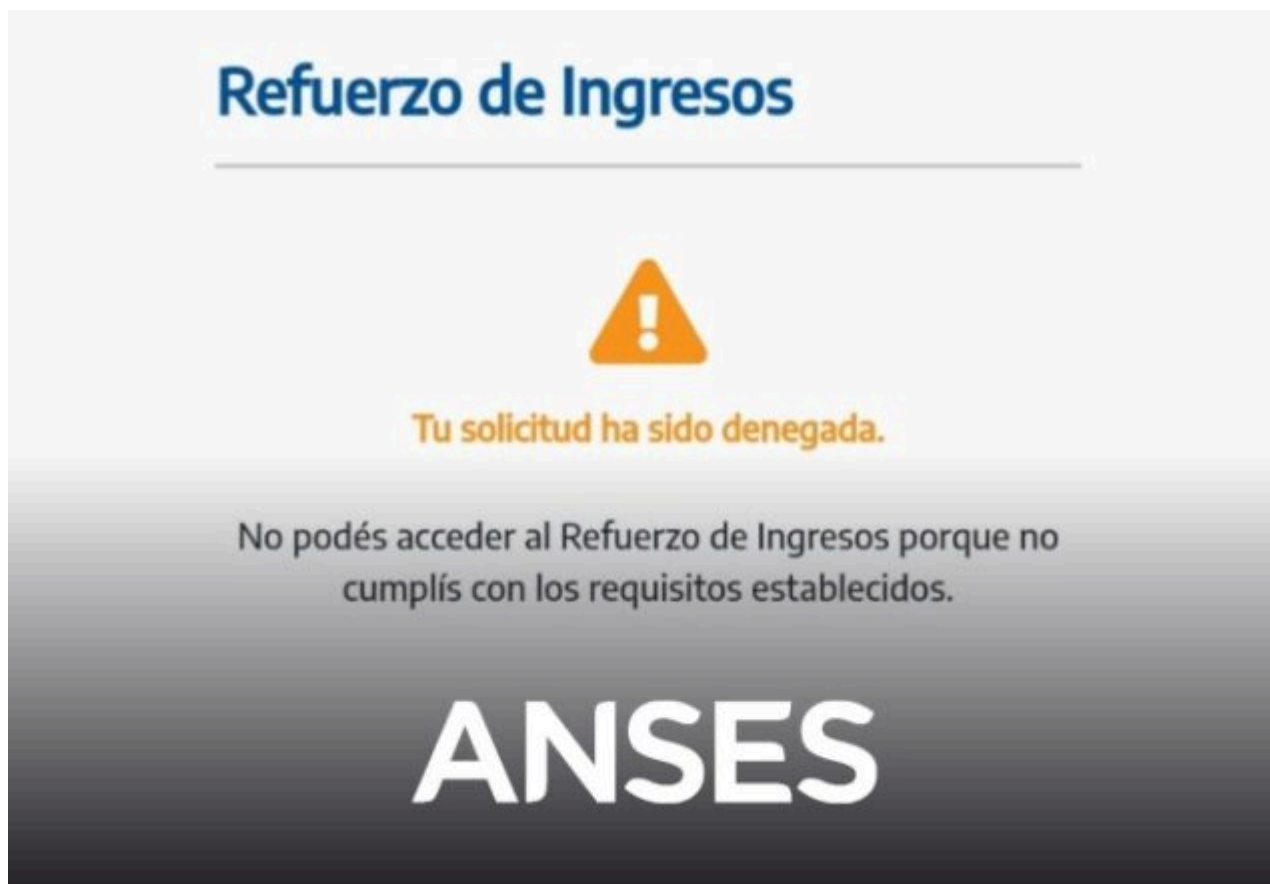 Refuerzo de Ingresos
Tu solicitud ha sido denegada.
No podés acceder al Refuerzo de Ingresos porque no
cumplís con los requisitos establecidos.
ANSES